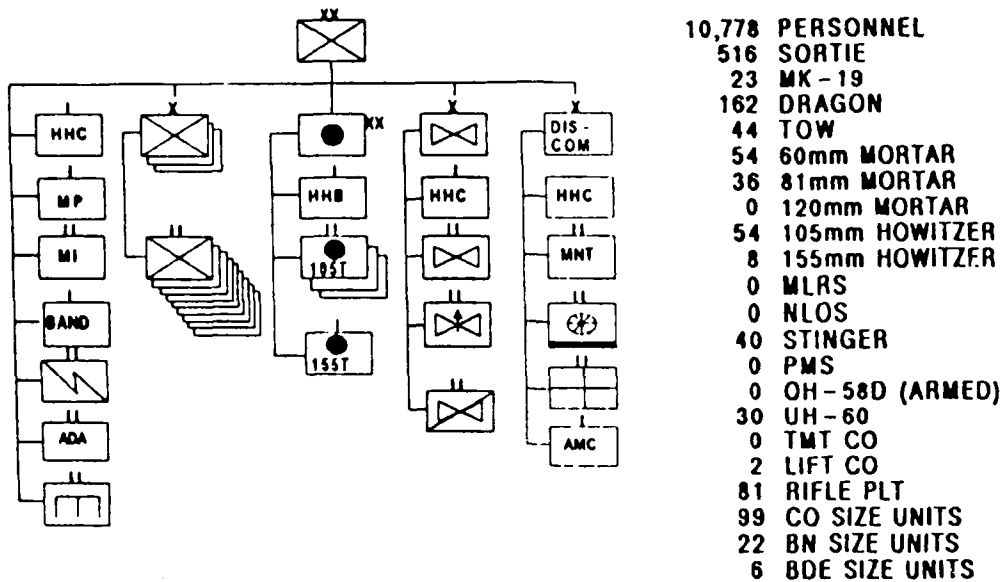 XX
X
X
XX
X
X
HHC
DIS-
COM
MP
HHB
HHC
HHC
MI
105T
MNT
BAND
155T
ADA
AMC
10,778 PERSONNEL
516 SORTIE
23 MK-19
162 DRAGON
44 TOW
54 60mm MORTAR
36 81mm MORTAR
0 120mm MORTAR
54 105mm HOWITZER
8 155mm HOWITZER
0 MLRS
0 NLOS
40 STINGER
0 PMS
0 OH-58D (ARMED)
30 UH-60
0 TMT CO
2 LIFT CO
81 RIFLE PLT
99 CO SIZE UNITS
22 BN SIZE UNITS
6 BDE SIZE UNITS